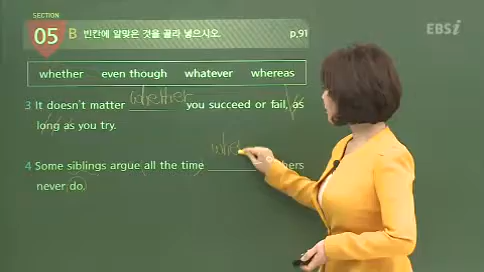 SECTION
05 B 빈칸에 알맞은 것을 골라 넣으시오. p.91
EBSi
whether even though whatever whereas
3 It doesn't matter whether you succeed or fail, as
long as you try.
4 Some siblings argue all the time whe
never do.